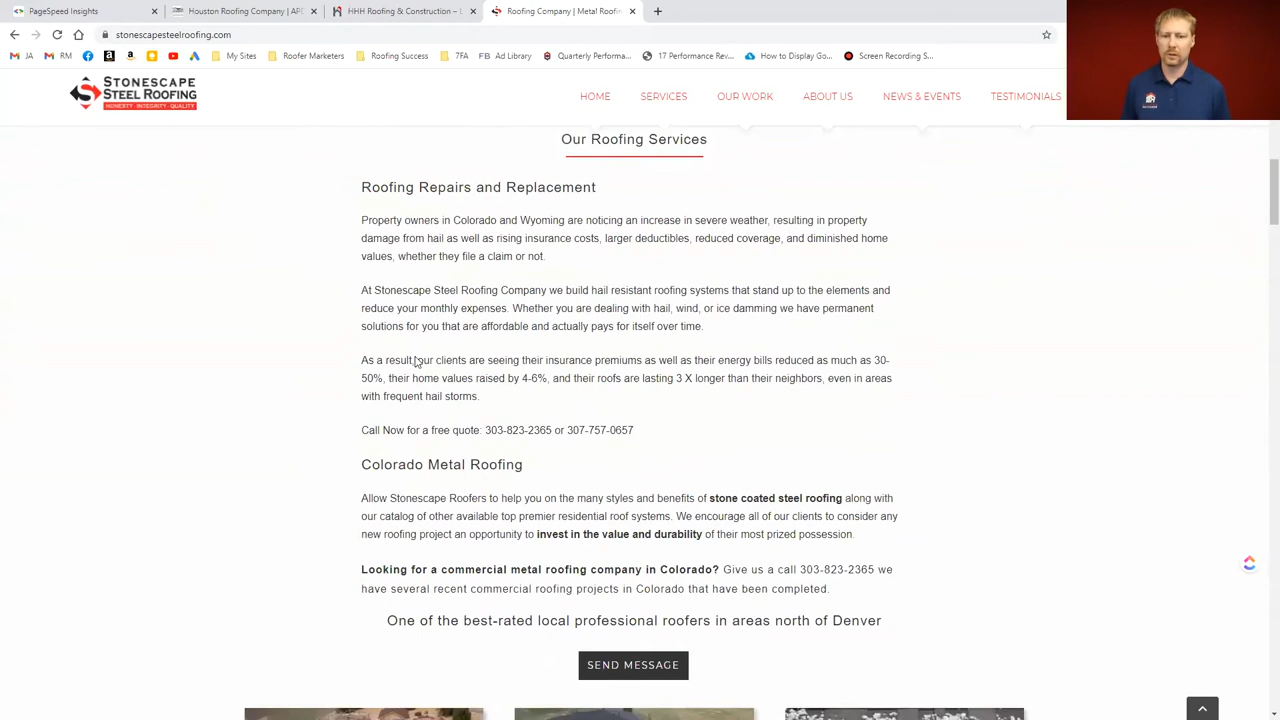 PageSpeed Insights
Houston Roofing Company | AP
HHH Roofing & Construction –
Roofing Company | Metal Roofin
stonescapesteelroofing.com
JA
RM
My Sites
Roofer Marketers
Roofing Success
7FA
FB Ad Library
Quarterly Performa...
17 Performance Rev...
How to Display Go...
Screen Recording S...
STONESCAPE
STEEL ROOFING
HONESTY - INTEGRITY - QUALITY
HOME
SERVICES
OUR WORK
ABOUT US
NEWS & EVENTS
TESTIMONIALS
Our Roofing Services
Roofing Repairs and Replacement
Property owners in Colorado and Wyoming are noticing an increase in severe weather, resulting in property
damage from hail as well as rising insurance costs, larger deductibles, reduced coverage, and diminished home
values, whether they file a claim or not.
At Stonescape Steel Roofing Company we build hail resistant roofing systems that stand up to the elements and
reduce your monthly expenses. Whether you are dealing with hail, wind, or ice damming we have permanent
solutions for you that are affordable and actually pays for itself over time.
As a result our clients are seeing their insurance premiums as well as their energy bills reduced as much as 30-
50%, their home values raised by 4-6%, and their roofs are lasting 3 X longer than their neighbors, even in areas
with frequent hail storms.
Call Now for a free quote: 303-823-2365 or 307-757-0657
Colorado Metal Roofing
Allow Stonescape Roofers to help you on the many styles and benefits of stone coated steel roofing along with
our catalog of other available top premier residential roof systems. We encourage all of our clients to consider any
new roofing project an opportunity to invest in the value and durability of their most prized possession.
Looking for a commercial metal roofing company in Colorado? Give us a call 303-823-2365 we
have several recent commercial roofing projects in Colorado that have been completed.
One of the best-rated local professional roofers in areas north of Denver
SEND MESSAGE